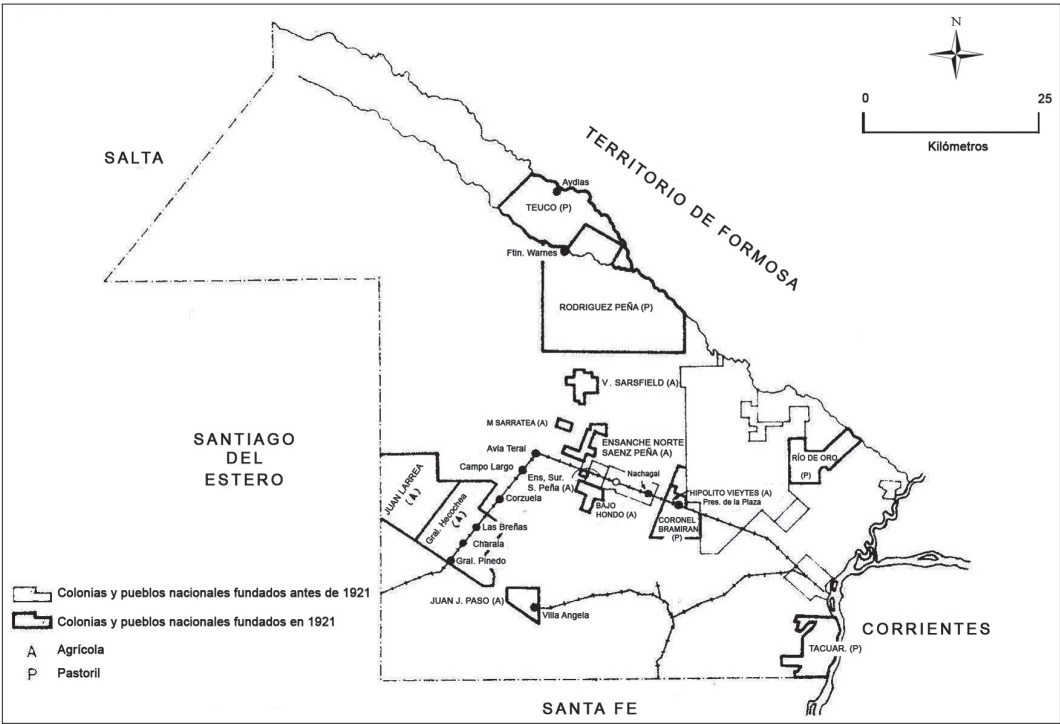 N
0 25
Kilómetros
SALTA
TERRITORIO DE FORMOSA
Aydias
TEUCO (P)
Ftin. Warnes
RODRIGUEZ PEÑA (P)
V. SARSFIELD (A)
M SARRATEA (A)
ENSANCHE NORTE
SAENZ PEÑA (A)
SANTIAGO
DEL
ESTERO
Avia Terai
Campo Largo
Ens, Sur.
S. Peña (A)
Nachagal
RÍO DE ORO
(P)
JUAN LARREA
(A)
Gral. Necochea
(A)
Corzuela
BAJO
HONDO (A)
HIPOLITO VIEYTES (A)
Pres. de la Plaza
CORONEL
BRAMIRAN
(P)
Las Breñas
Charala
Gral. Pinedo
JUAN J. PASO (A)
Villa Angela
CORRIENTES
TACUAR. (P)
SANTA FE
Colonias y pueblos nacionales fundados antes de 1921
Colonias y pueblos nacionales fundados en 1921
A Agrícola
P Pastoril